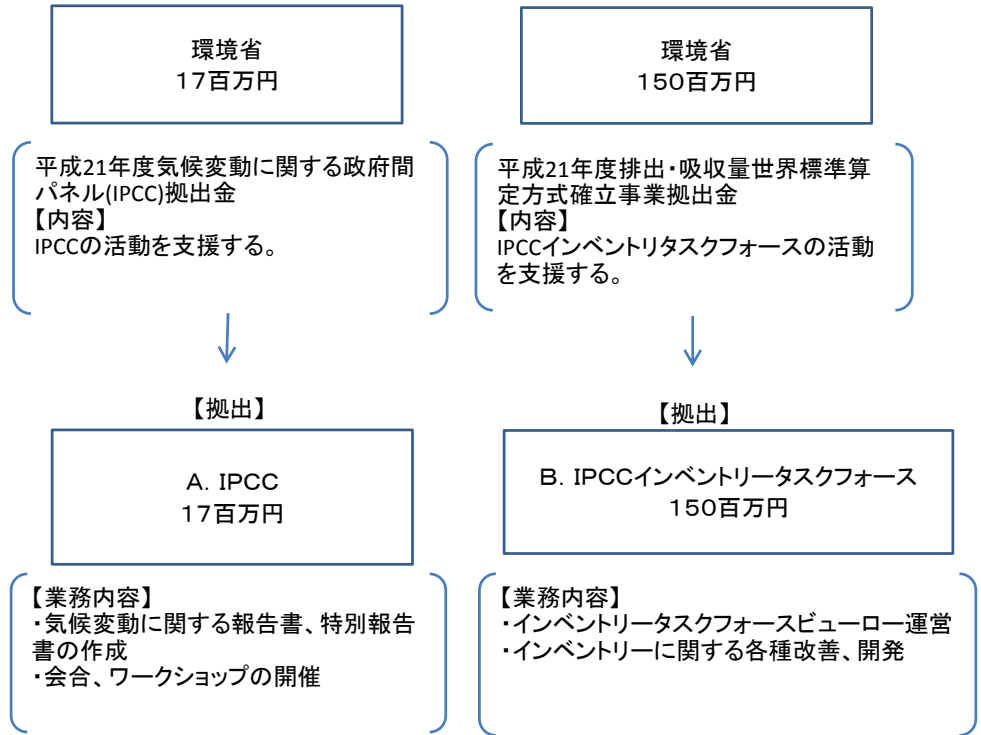 環境省
17百万円
平成21年度気候変動に関する政府間
パネル(IPCC)拠出金
【内容】
IPCCの活動を支援する。
【拠出】
A．IPCC
17百万円
【業務内容】
・気候変動に関する報告書、特別報告
書の作成
・会合、ワークショップの開催
環境省
150百万円
平成21年度排出・吸収量世界標準算
定方式確立事業拠出金
【内容】
IPCCインベントリタスクフォースの活動
を支援する。
【拠出】
B．IPCCインベントリータスクフォース
150百万円
【業務内容】
・インベントリータスクフォースビューロー運営
・インベントリーに関する各種改善、開発